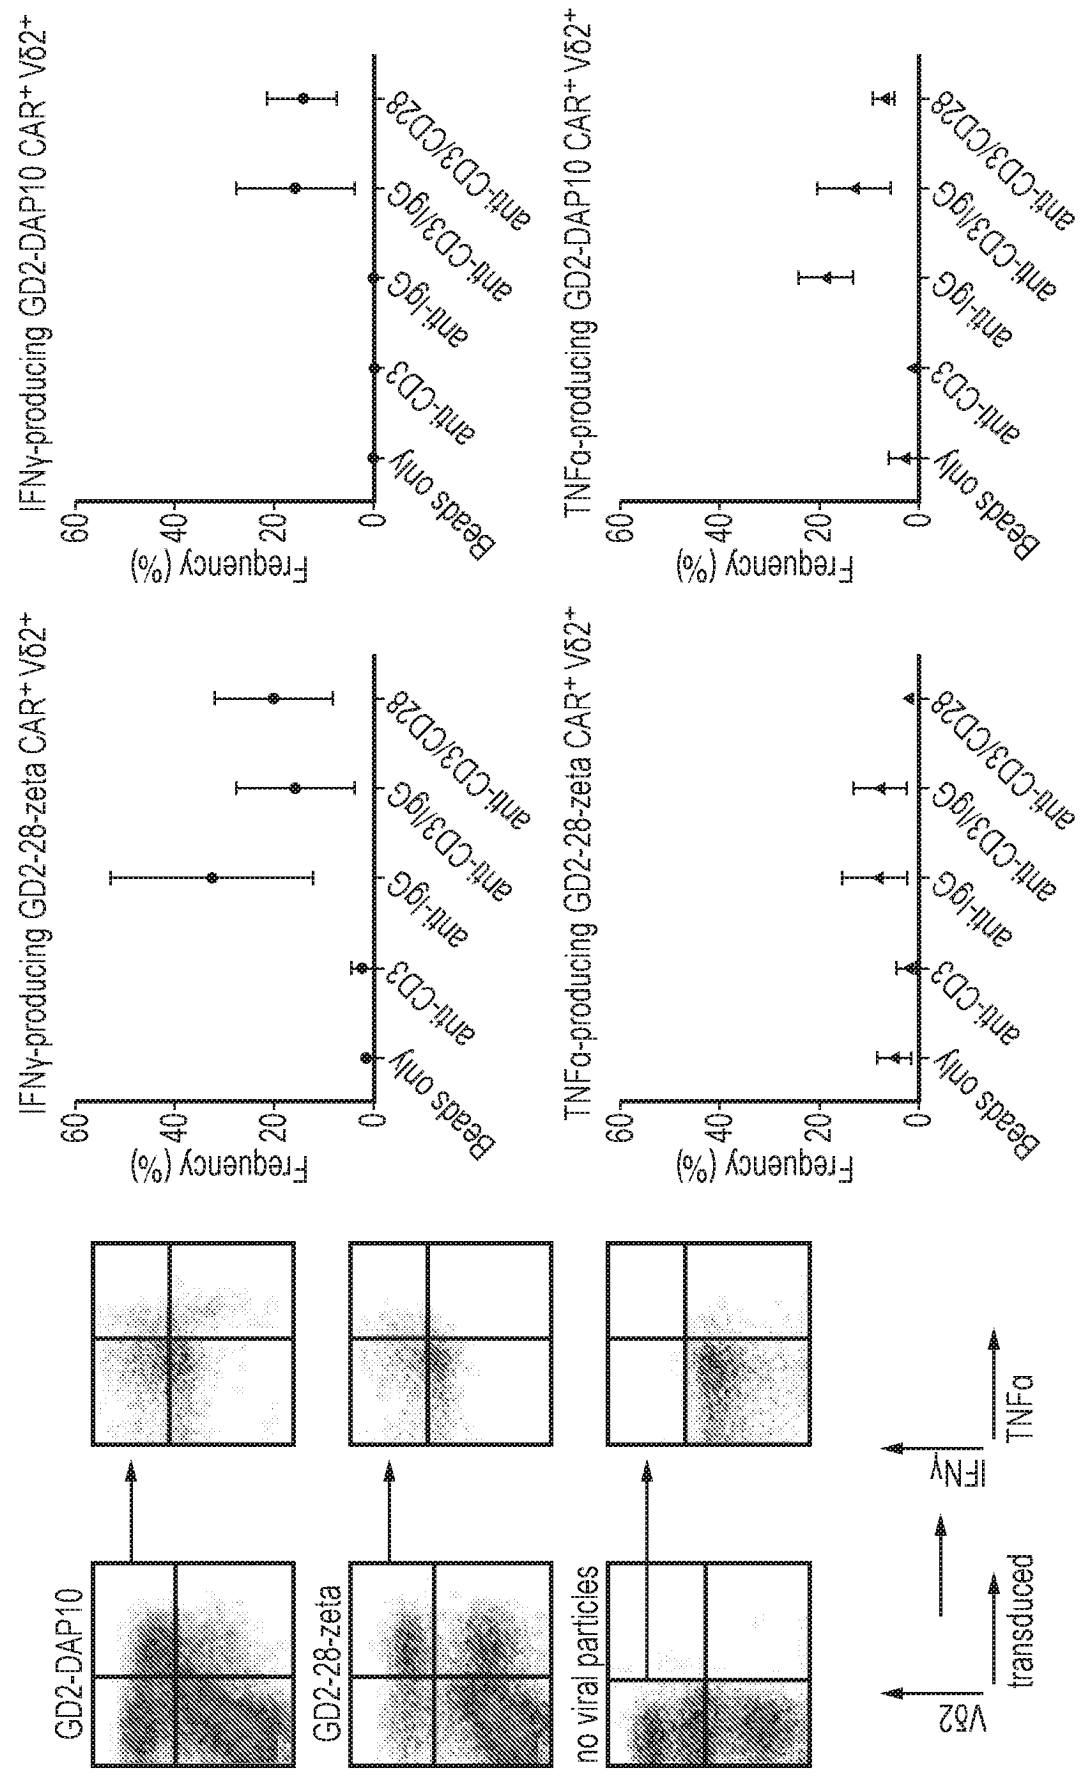 GD2-DAP10
GD2-28-zeta
no viral particles
Vδ2
transduced
IFNγ
TNFα
IFNγ-producing GD2-28-zeta CAR⁺ Vδ2⁺
Frequency (%)
60
40
20
0
Beads only
anti-CD3
anti-IgG
anti-CD3/IgG
anti-CD3/CD28
IFNγ-producing GD2-DAP10 CAR⁺ Vδ2⁺
Frequency (%)
60
40
20
0
Beads only
anti-CD3
anti-IgG
anti-CD3/IgG
anti-CD3/CD28
TNFα-producing GD2-28-zeta CAR⁺ Vδ2⁺
Frequency (%)
60
40
20
0
Beads only
anti-CD3
anti-IgG
anti-CD3/IgG
anti-CD3/CD28
TNFα-producing GD2-DAP10 CAR⁺ Vδ2⁺
Frequency (%)
60
40
20
0
Beads only
anti-CD3
anti-IgG
anti-CD3/IgG
anti-CD3/CD28